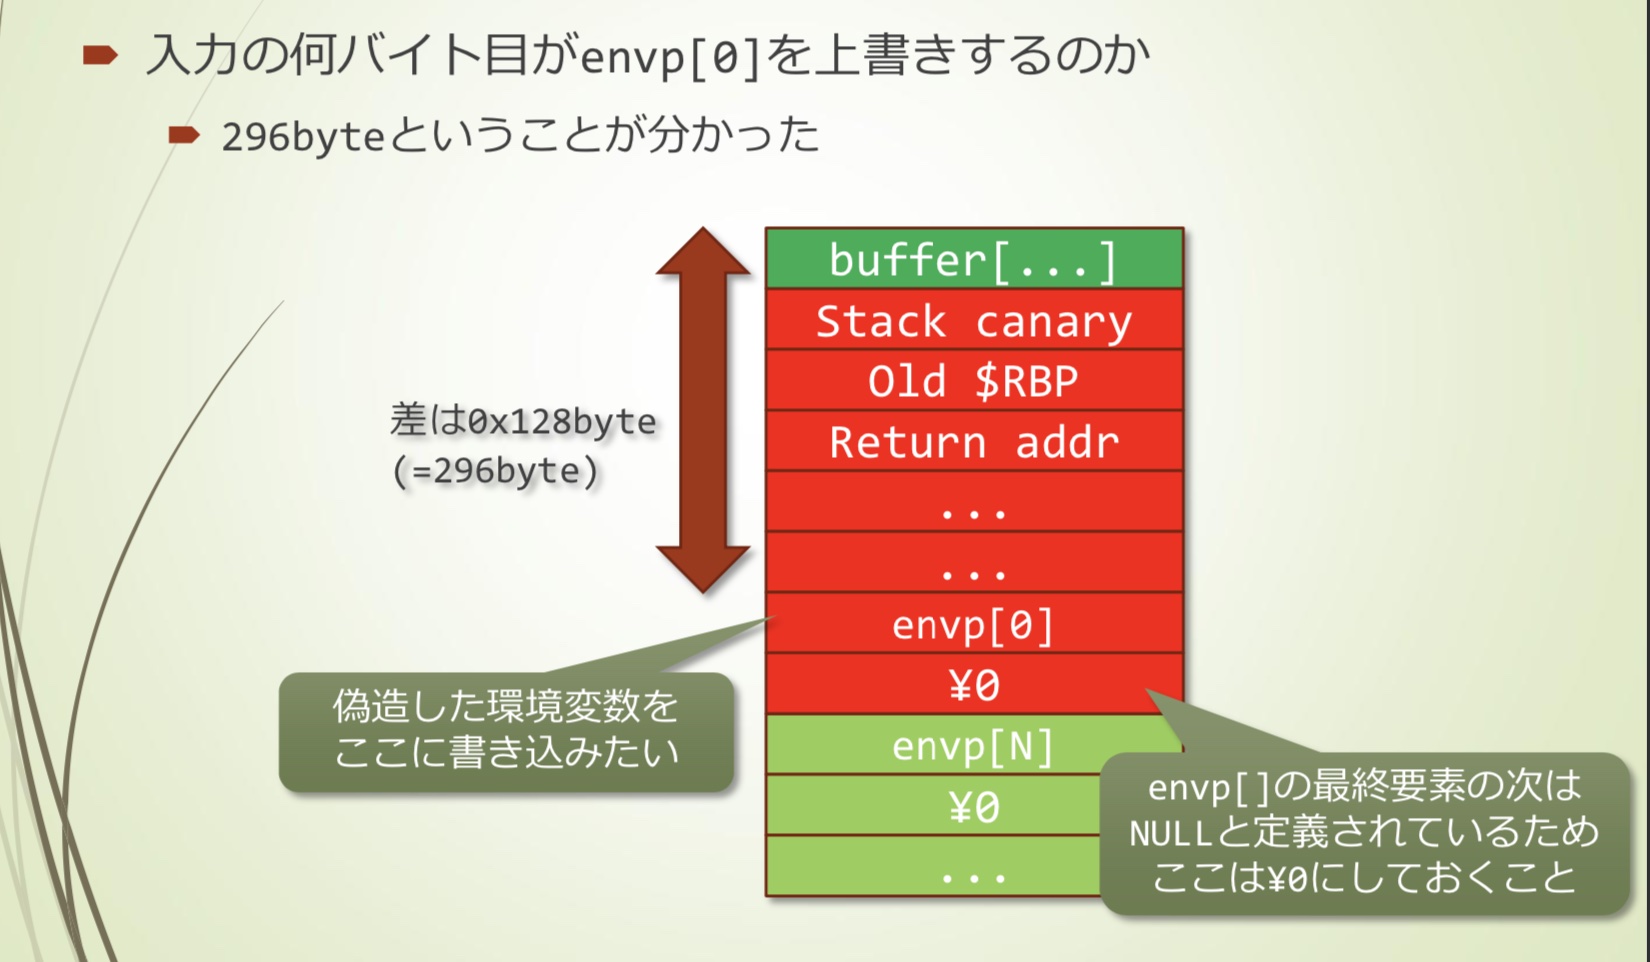 入力の何バイト目がenvp[0]を上書きするのか
296byteということが分かった
buffer[...]
Stack canary
Old $RBP
Return addr
...
...
envp[0]
¥0
envp[N]
¥0
...
差は0x128byte
(=296byte)
偽造した環境変数を
ここに書き込みたい
envp[]の最終要素の次は
NULLと定義されているため
ここは¥0にしておくこと